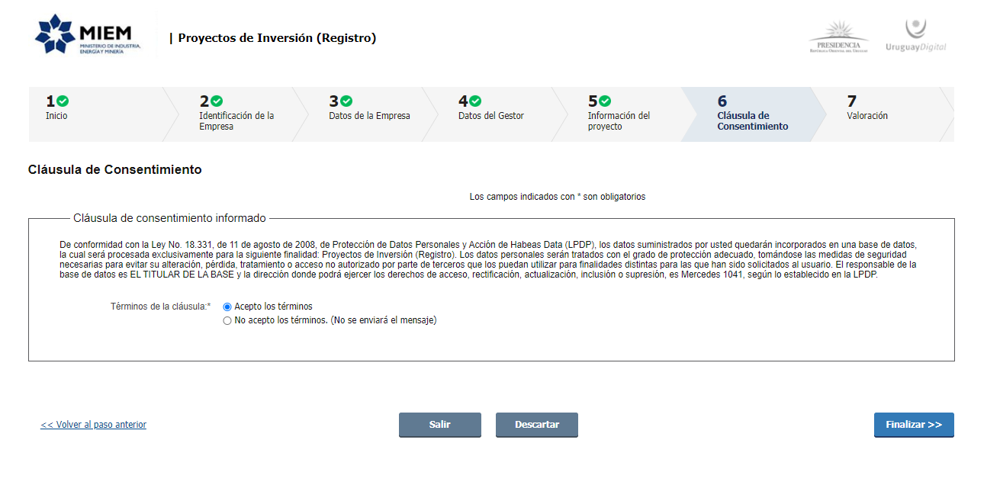 MIEM
MINISTERIO DE INDUSTRIA,
ENERGÍA Y MINERÍA
| Proyectos de Inversión (Registro)
PRESIDENCIA
República Oriental del Uruguay
UruguayDigital
1
Inicio
2
Identificación de la
Empresa
3
Datos de la Empresa
4
Datos del Gestor
5
Información del
proyecto
6
Cláusula de
Consentimiento
7
Valoración
Cláusula de Consentimiento
Los campos indicados con * son obligatorios
Cláusula de consentimiento informado
De conformidad con la Ley No. 18.331, de 11 de agosto de 2008, de Protección de Datos Personales y Acción de Habeas Data (LPDP), los datos suministrados por usted quedarán incorporados en una base de datos,
la cual será procesada exclusivamente para la siguiente finalidad: Proyectos de Inversión (Registro). Los datos personales serán tratados con el grado de protección adecuado, tomándose las medidas de seguridad
necesarias para evitar su alteración, pérdida, tratamiento o acceso no autorizado por parte de terceros que los puedan utilizar para finalidades distintas para las que han sido solicitados al usuario. El responsable de la
base de datos es EL TITULAR DE LA BASE y la dirección donde podrá ejercer los derechos de acceso, rectificación, actualización, inclusión o supresión, es Mercedes 1041, según lo establecido en la LPDP.
Términos de la cláusula:*
Acepto los términos
No acepto los términos. (No se enviará el mensaje)
<< Volver al paso anterior
Salir
Descartar
Finalizar >>